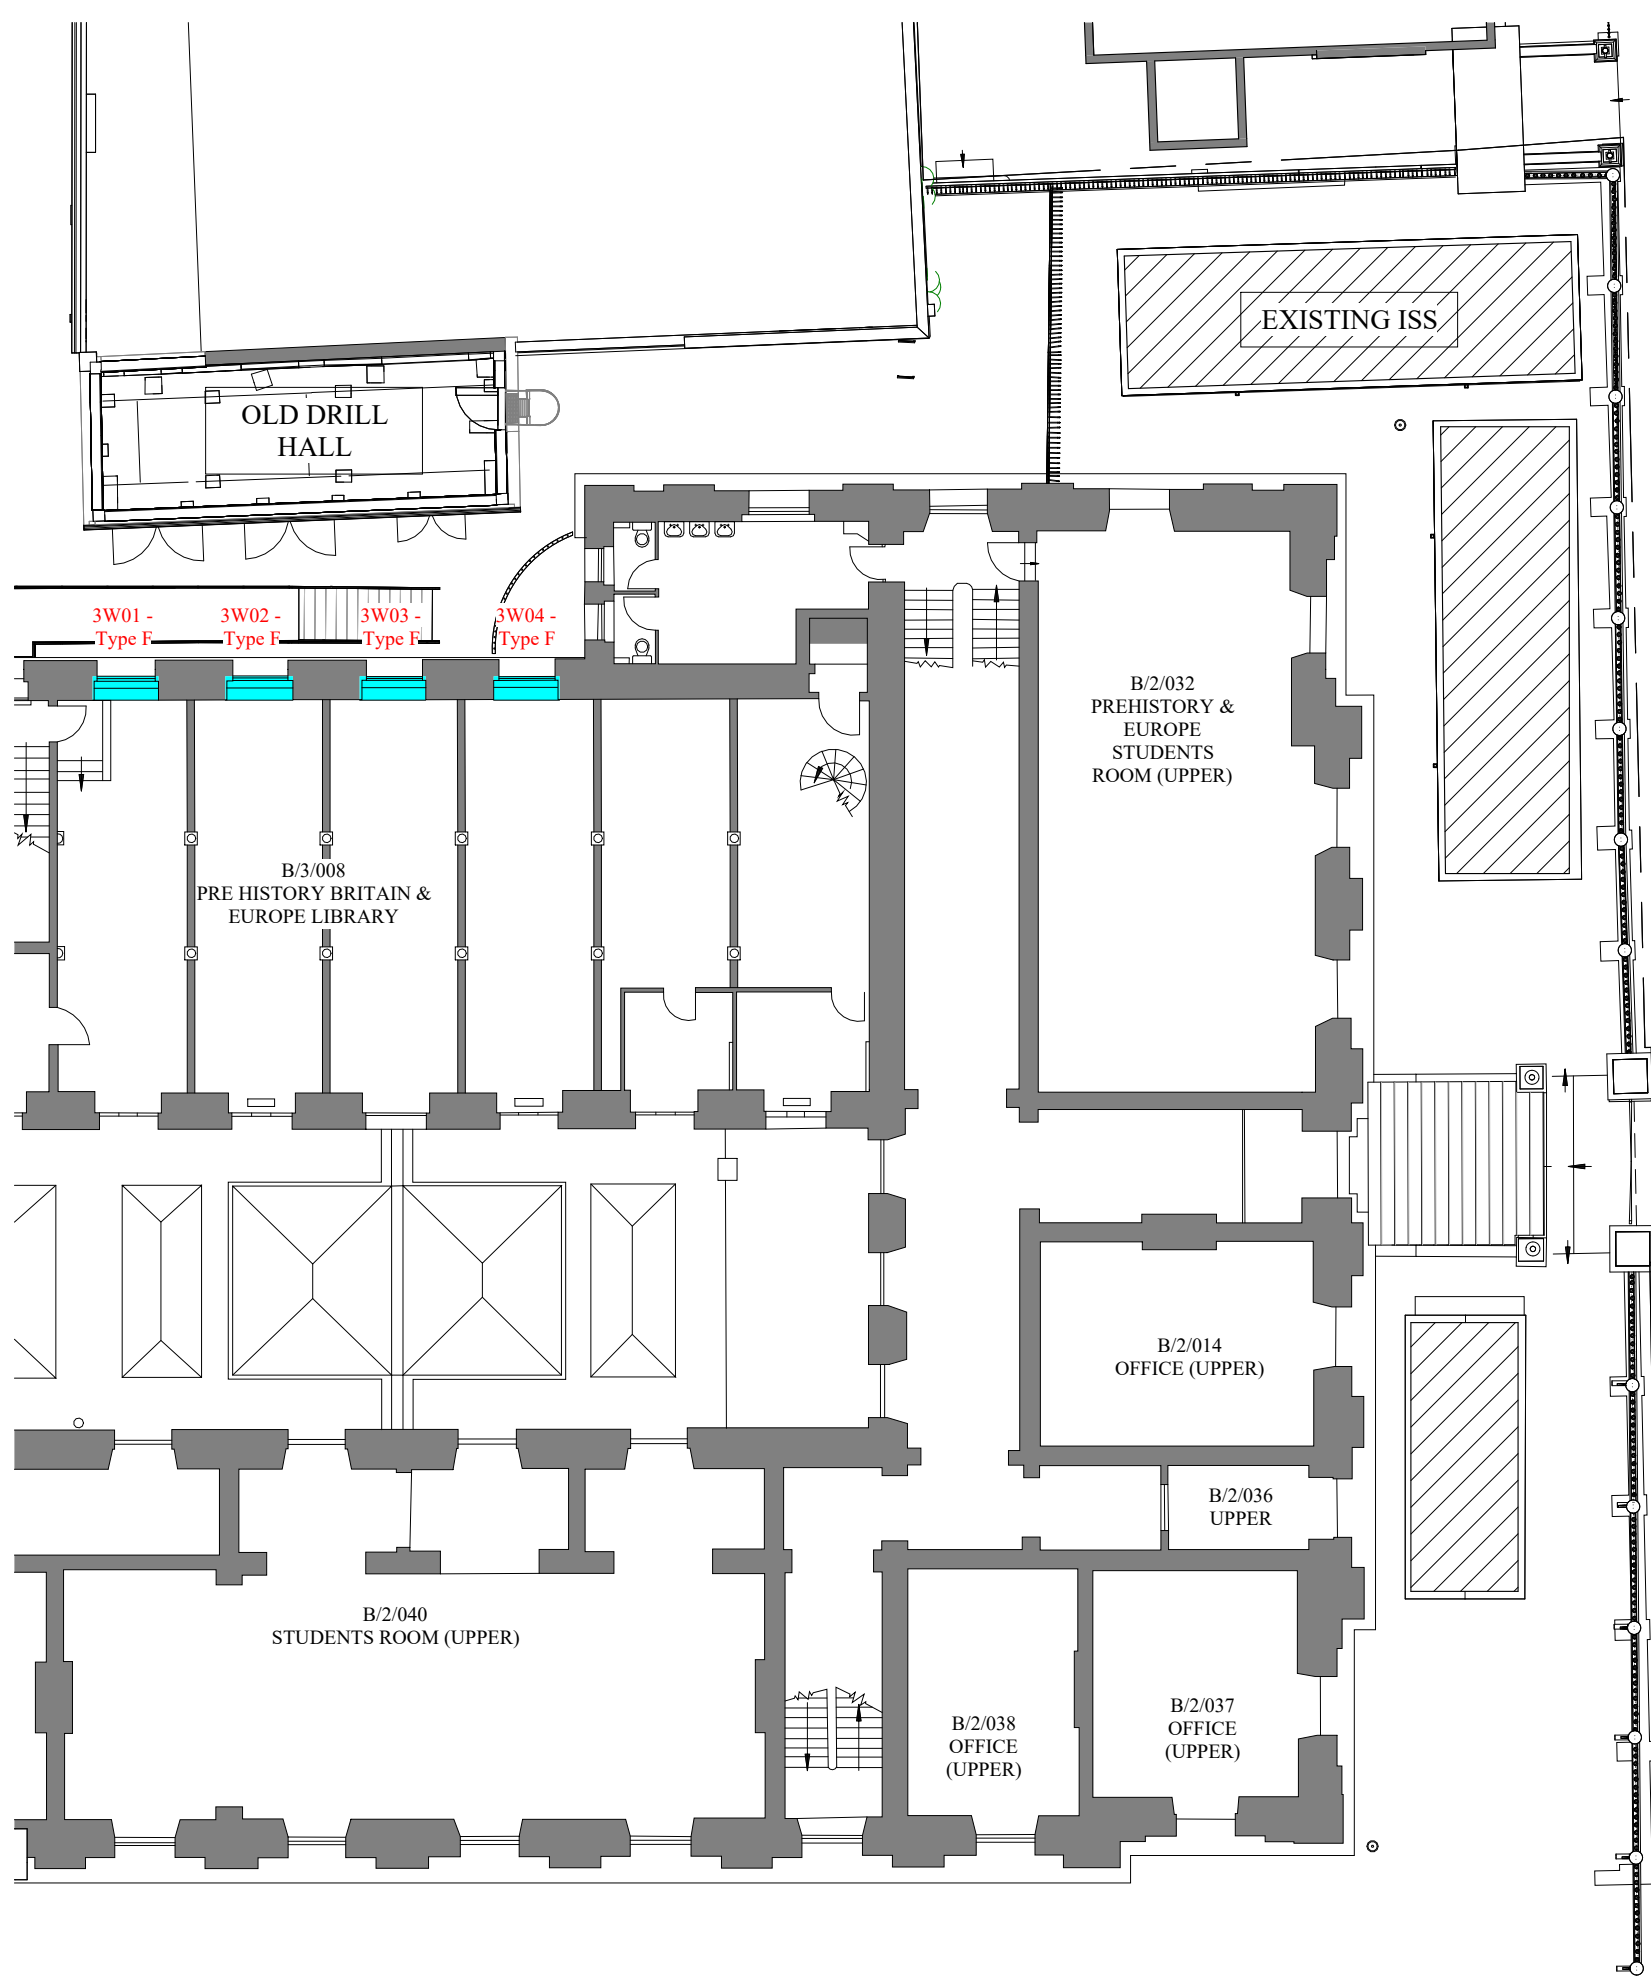 EXISTING ISS
OLD DRILL
HALL
3W01 -
Type F
3W02 -
Type F
3W03 -
Type F
3W04 -
Type F
B/2/032
PREHISTORY &
EUROPE
STUDENTS
ROOM (UPPER)
B/3/008
PRE HISTORY BRITAIN &
EUROPE LIBRARY
B/2/014
OFFICE (UPPER)
B/2/036
UPPER
B/2/040
STUDENTS ROOM (UPPER)
B/2/038
OFFICE
(UPPER)
B/2/037
OFFICE
(UPPER)